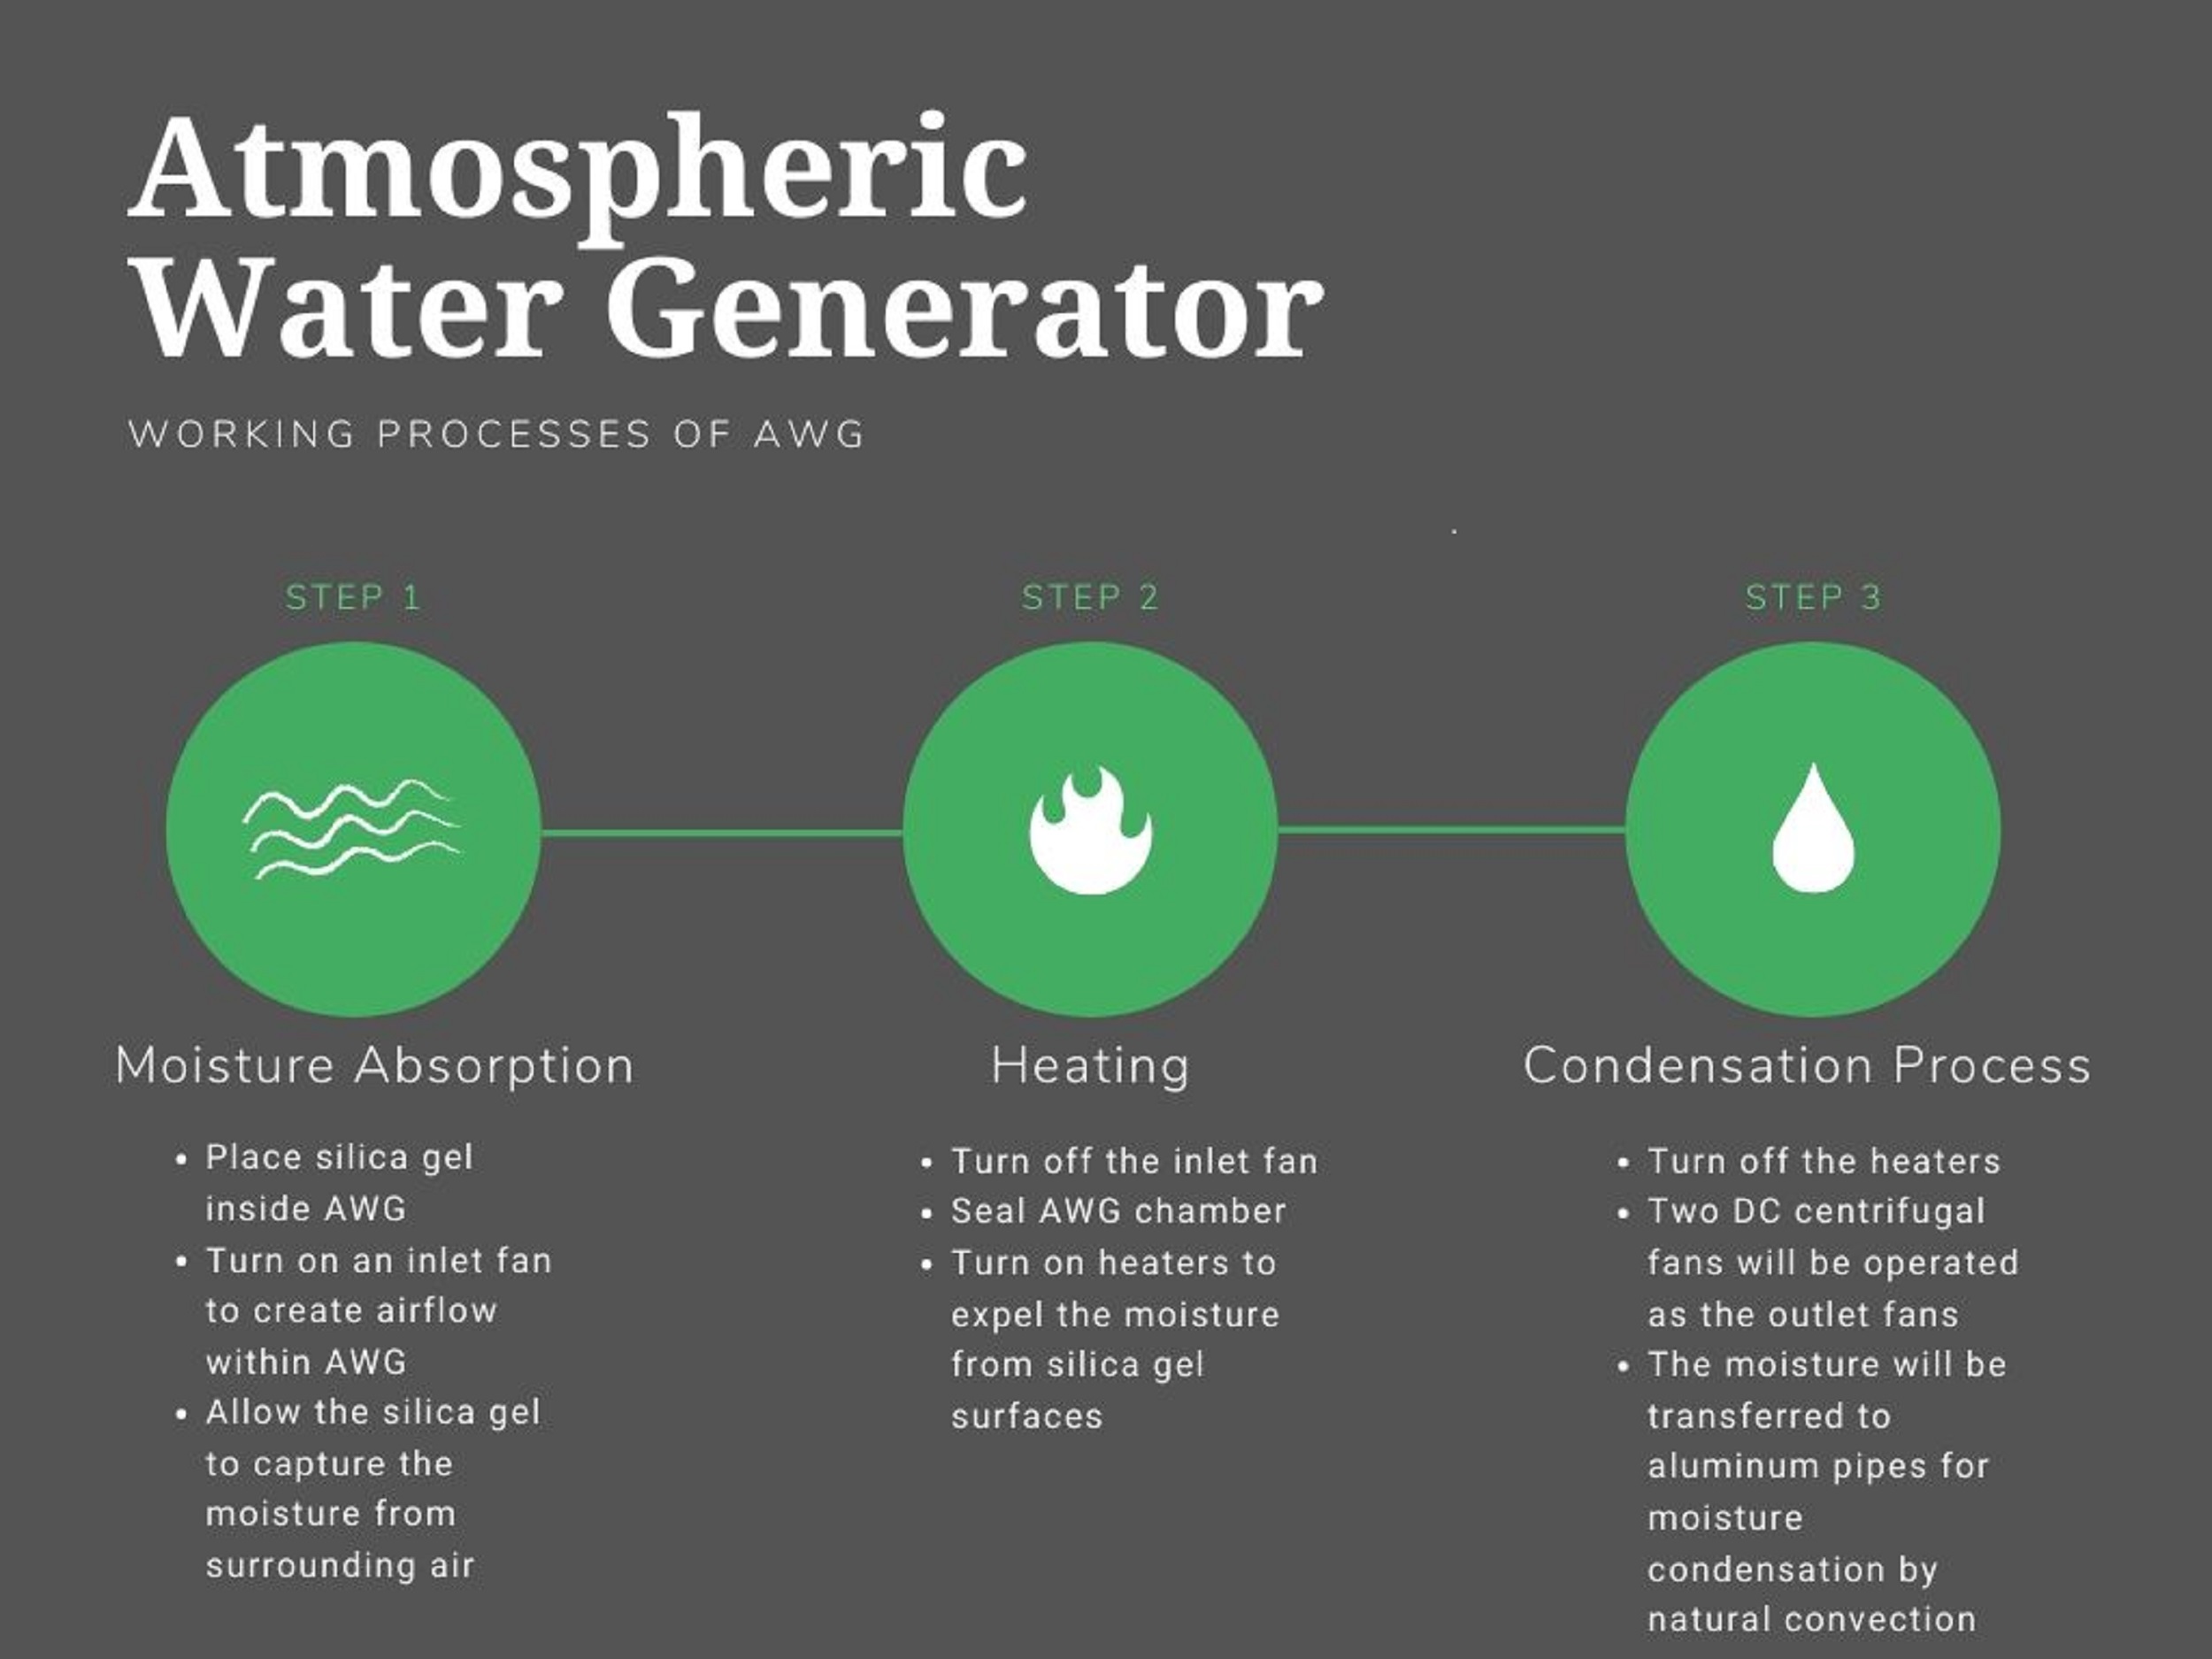 Atmospheric
Water Generator
WORKING PROCESSES OF AWG
STEP 1
Moisture Absorption
• Place silica gel
inside AWG
• Turn on an inlet fan
to create airflow
within AWG
• Allow the silica gel
to capture the
moisture from
surrounding air
STEP 2
Heating
• Turn off the inlet fan
• Seal AWG chamber
• Turn on heaters to
expel the moisture
from silica gel
surfaces
STEP 3
Condensation Process
• Turn off the heaters
• Two DC centrifugal
fans will be operated
as the outlet fans
• The moisture will be
transferred to
aluminum pipes for
moisture
condensation by
natural convection